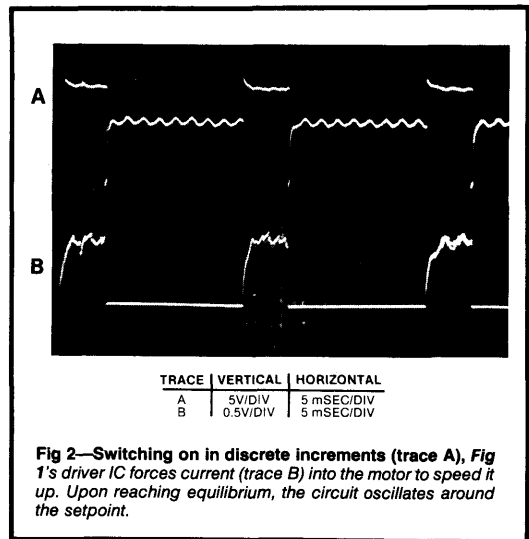 A
B
TRACE VERTICAL HORIZONTAL
A 5V/DIV 5 mSEC/DIV
B 0.5V/DIV 5 mSEC/DIV
Fig 2—Switching on in discrete increments (trace A), Fig
1's driver IC forces current (trace B) into the motor to speed it
up. Upon reaching equilibrium, the circuit oscillates around
the setpoint.